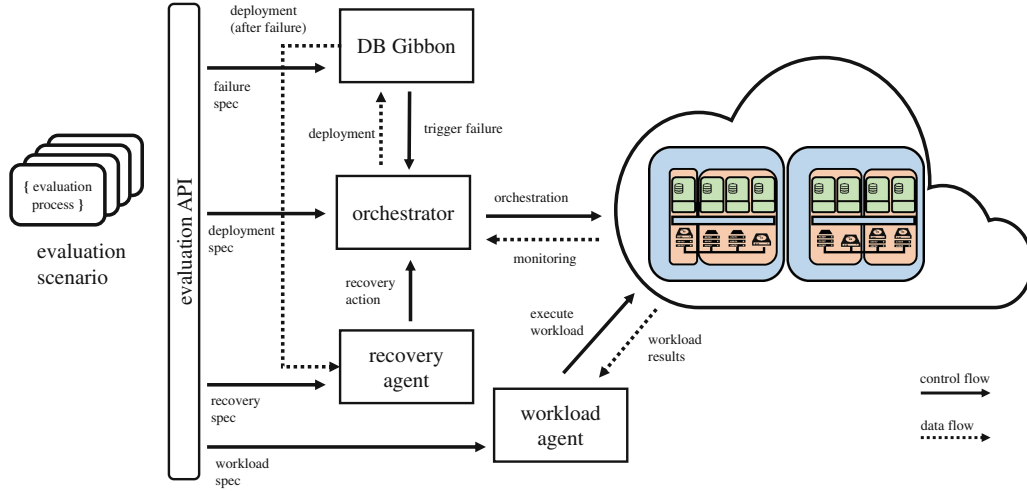 deployment
(after failure)
DB Gibbon
failure
spec
deployment
trigger failure
{ evaluation
process }
evaluation
scenario
evaluation API
orchestrator
orchestration
deployment
spec
monitoring
recovery
action
execute
workload
recovery
agent
workload
results
recovery
spec
control flow
workload
agent
data flow
workload
spec